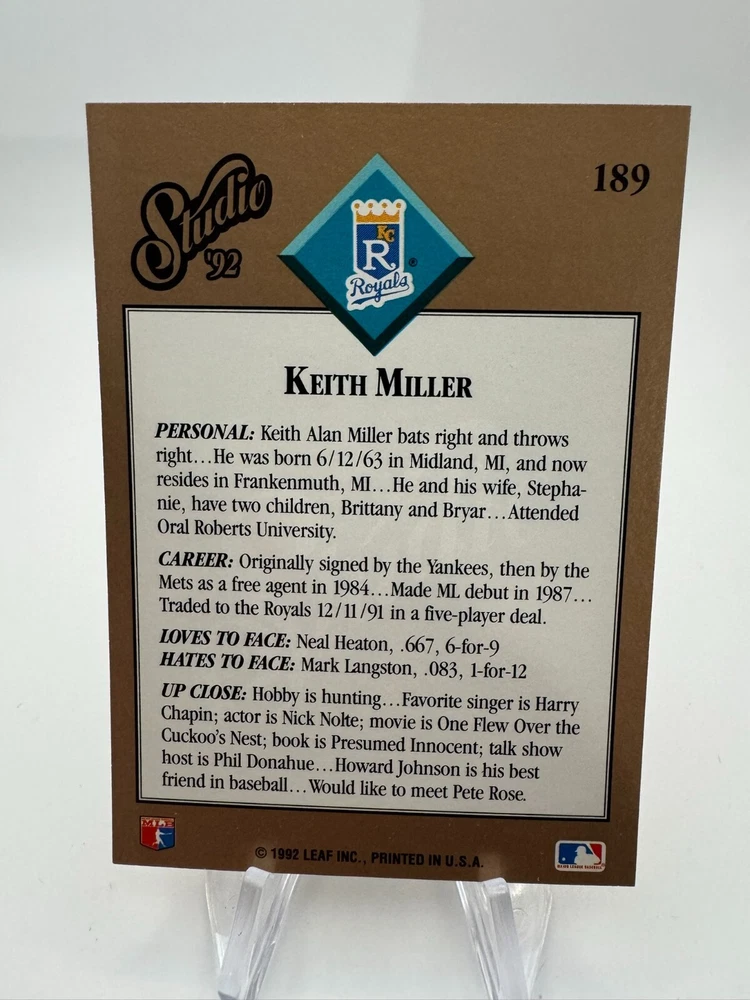 Studio
'92
189
KC
R
Royals®
KEITH MILLER
PERSONAL: Keith Alan Miller bats right and throws
right...He was born 6/12/63 in Midland, MI, and now
resides in Frankenmuth, MI...He and his wife, Stepha-
nie, have two children, Brittany and Bryar...Attended
Oral Roberts University.
CAREER: Originally signed by the Yankees, then by the
Mets as a free agent in 1984...Made ML debut in 1987...
Traded to the Royals 12/11/91 in a five-player deal.
LOVES TO FACE: Neal Heaton, .667, 6-for-9
HATES TO FACE: Mark Langston, .083, 1-for-12
UP CLOSE: Hobby is hunting...Favorite singer is Harry
Chapin; actor is Nick Nolte; movie is One Flew Over the
Cuckoo's Nest; book is Presumed Innocent; talk show
host is Phil Donahue...Howard Johnson is his best
friend in baseball...Would like to meet Pete Rose.
© 1992 LEAF INC., PRINTED IN U.S.A.
MAJOR LEAGUE BASEBALL